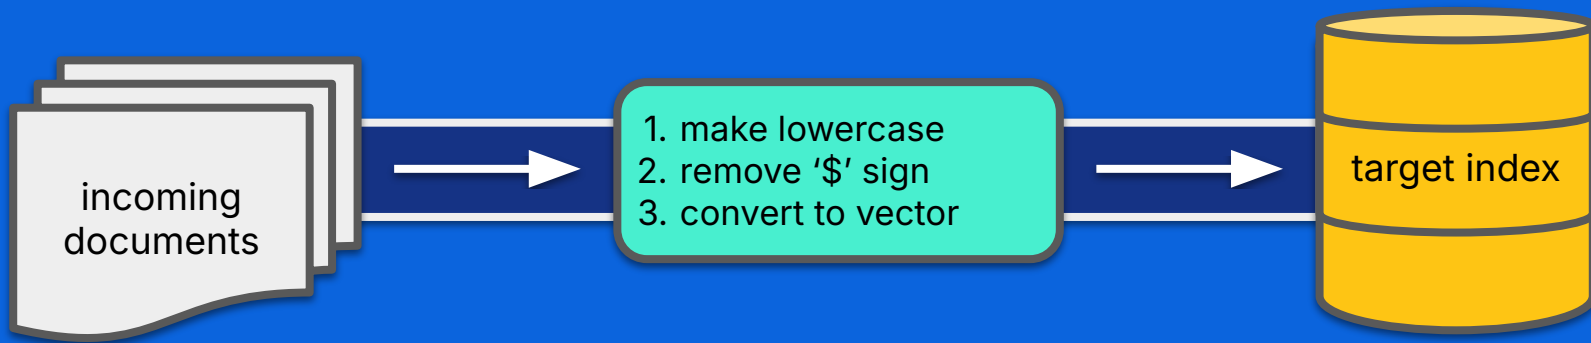 incoming
documents
1. make lowercase
2. remove ‘$’ sign
3. convert to vector
target index